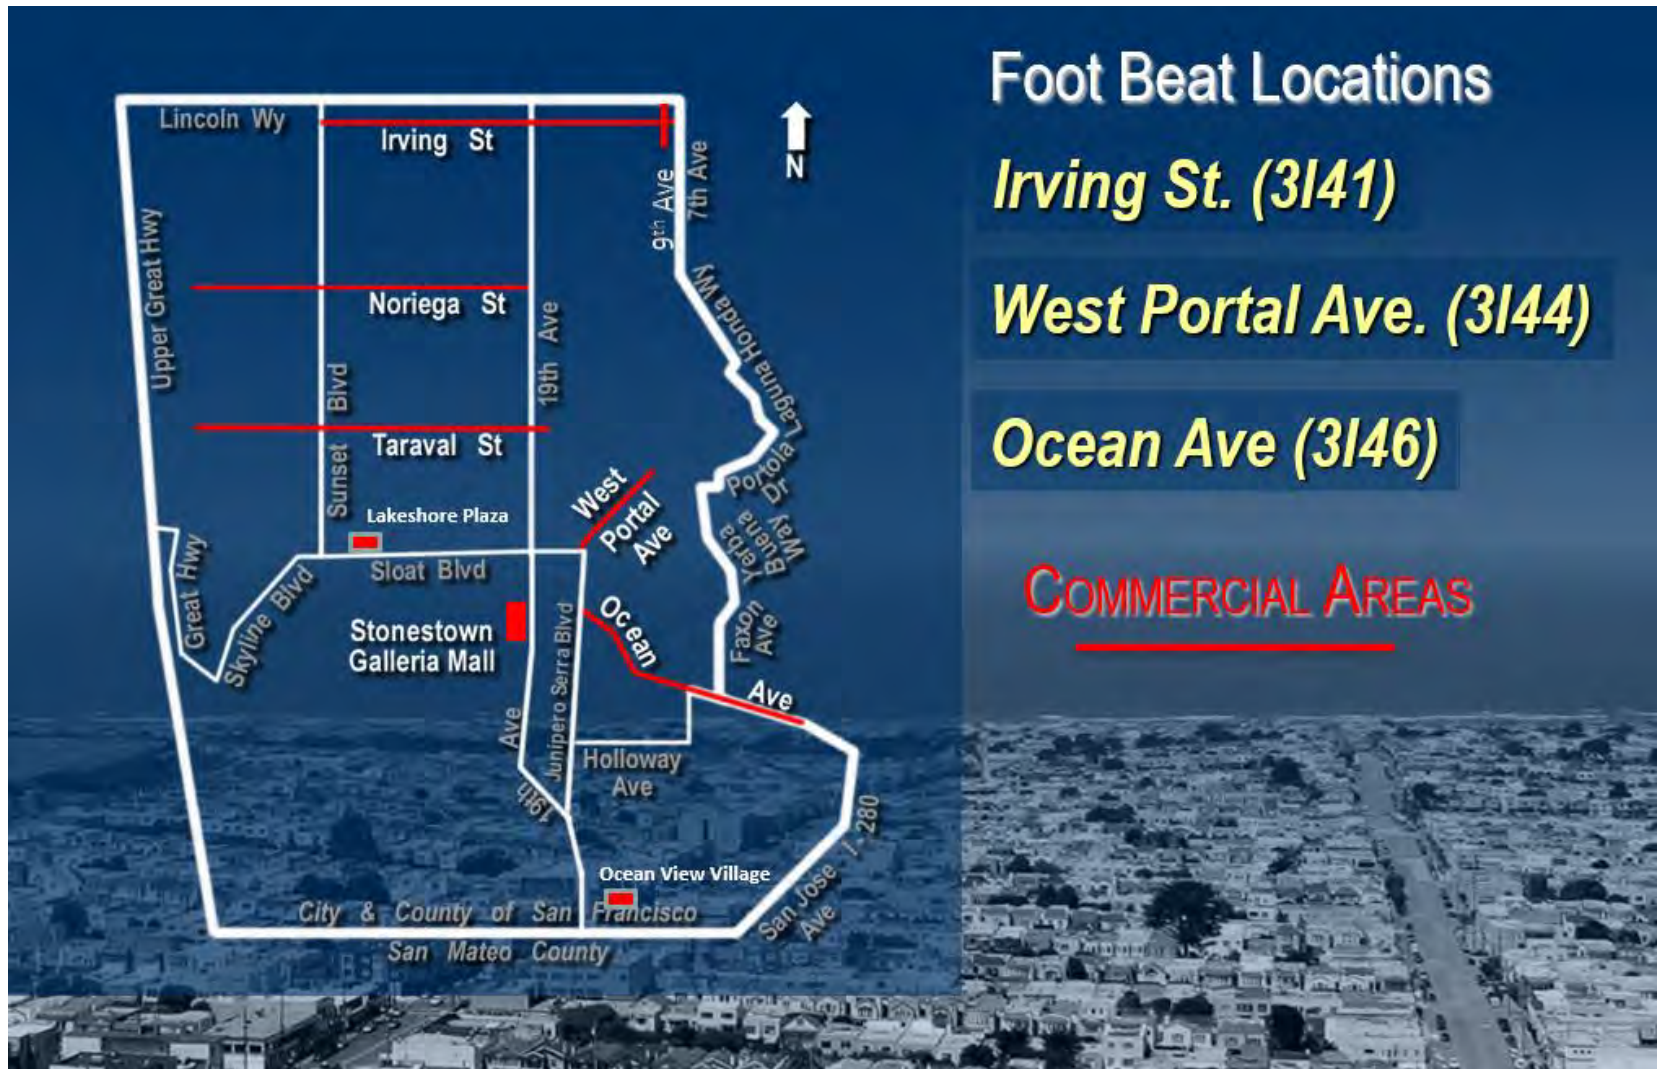 Foot Beat Locations
Irving St. (3I41)
West Portal Ave. (3I44)
Ocean Ave (3I46)
COMMERCIAL AREAS
Lincoln Wy
Irving St
N
9th Ave
7th Ave
Upper Great Hwy
Noriega St
19th Ave
Laguna Honda Wy
Sunset Blvd
Taraval St
Portola
Dr
West
Portal
Ave
Lakeshore Plaza
Yerba
Buena
Way
Great Hwy
Skyline Blvd
Sloat Blvd
Stonestown
Galleria Mall
Junipero Serra Blvd
Ocean Ave
Faxon
Ave
19th Ave
Holloway
Ave
I-280
San Jose
Ave
Ocean View Village
City & County of San Francisco
San Mateo County